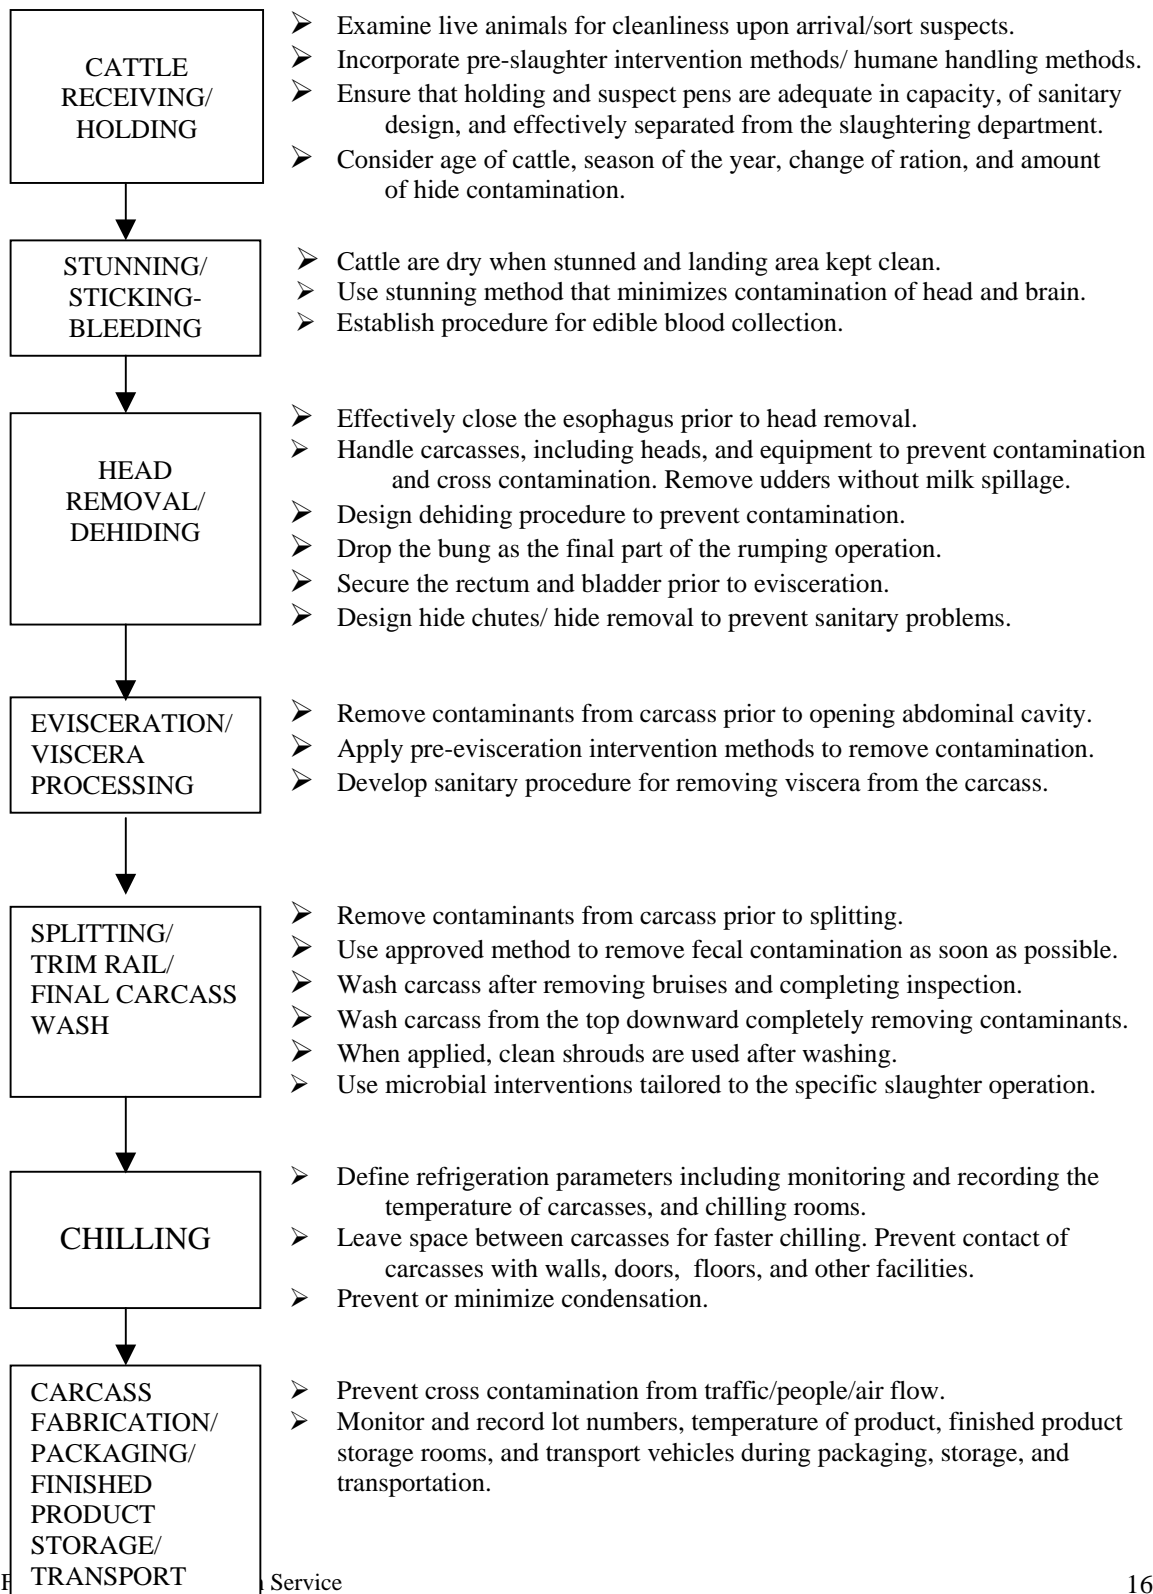 CATTLE
RECEIVING/
HOLDING
➢ Examine live animals for cleanliness upon arrival/sort suspects.
➢ Incorporate pre-slaughter intervention methods/ humane handling methods.
➢ Ensure that holding and suspect pens are adequate in capacity, of sanitary
design, and effectively separated from the slaughtering department.
➢ Consider age of cattle, season of the year, change of ration, and amount
of hide contamination.
STUNNING/
STICKING-
BLEEDING
➢ Cattle are dry when stunned and landing area kept clean.
➢ Use stunning method that minimizes contamination of head and brain.
➢ Establish procedure for edible blood collection.
HEAD
REMOVAL/
DEHIDING
➢ Effectively close the esophagus prior to head removal.
➢ Handle carcasses, including heads, and equipment to prevent contamination
and cross contamination. Remove udders without milk spillage.
➢ Design dehiding procedure to prevent contamination.
➢ Drop the bung as the final part of the rumping operation.
➢ Secure the rectum and bladder prior to evisceration.
➢ Design hide chutes/ hide removal to prevent sanitary problems.
EVISCERATION/
VISCERA
PROCESSING
➢ Remove contaminants from carcass prior to opening abdominal cavity.
➢ Apply pre-evisceration intervention methods to remove contamination.
➢ Develop sanitary procedure for removing viscera from the carcass.
SPLITTING/
TRIM RAIL/
FINAL CARCASS
WASH
➢ Remove contaminants from carcass prior to splitting.
➢ Use approved method to remove fecal contamination as soon as possible.
➢ Wash carcass after removing bruises and completing inspection.
➢ Wash carcass from the top downward completely removing contaminants.
➢ When applied, clean shrouds are used after washing.
➢ Use microbial interventions tailored to the specific slaughter operation.
CHILLING
➢ Define refrigeration parameters including monitoring and recording the
temperature of carcasses, and chilling rooms.
➢ Leave space between carcasses for faster chilling. Prevent contact of
carcasses with walls, doors, floors, and other facilities.
➢ Prevent or minimize condensation.
CARCASS
FABRICATION/
PACKAGING/
FINISHED
PRODUCT
STORAGE/
TRANSPORT
➢ Prevent cross contamination from traffic/people/air flow.
➢ Monitor and record lot numbers, temperature of product, finished product
storage rooms, and transport vehicles during packaging, storage, and
transportation.
Service 16